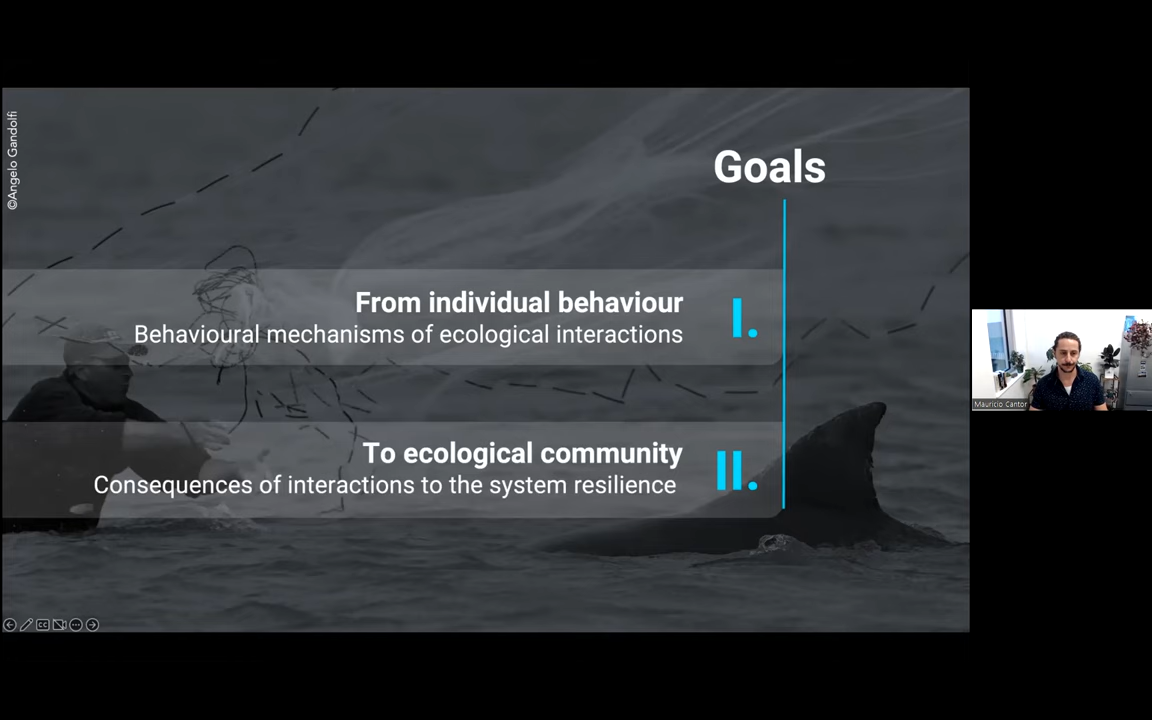 ©Angelo Gandolfi
Goals
From individual behaviour
Behavioural mechanisms of ecological interactions
I.
To ecological community
Consequences of interactions to the system resilience
II.
Mauricio Cantor
CC